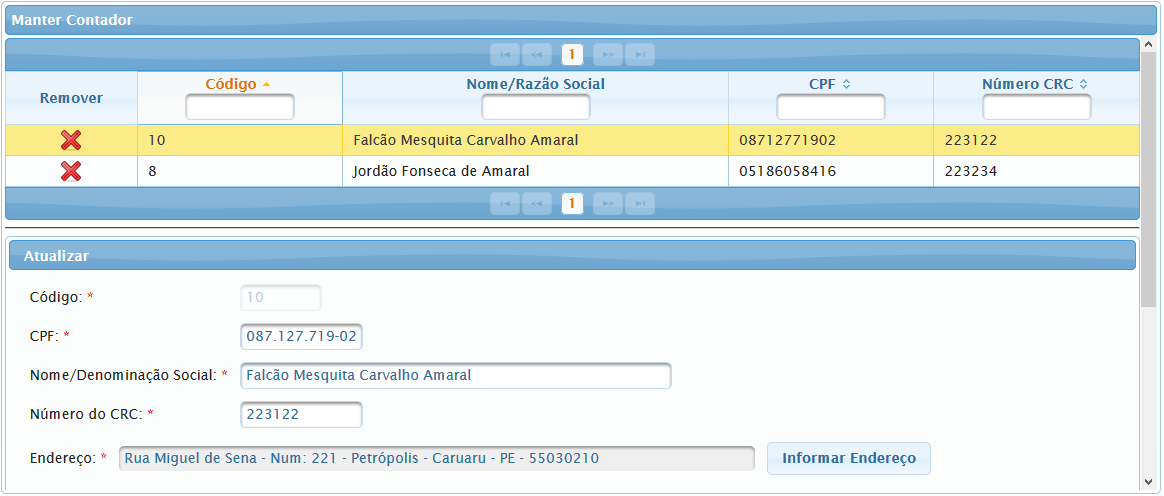 Manter Contador
1
Remover Código Nome/Razão Social CPF Número CRC
10 Falcão Mesquita Carvalho Amaral 08712771902 223122
8 Jordão Fonseca de Amaral 05186058416 223234
1
Atualizar
Código: * 10
CPF: * 087.127.719-02
Nome/Denominação Social: * Falcão Mesquita Carvalho Amaral
Número do CRC: * 223122
Endereço: * Rua Miguel de Sena - Num: 221 - Petrópolis - Caruaru - PE - 55030210 Informar Endereço